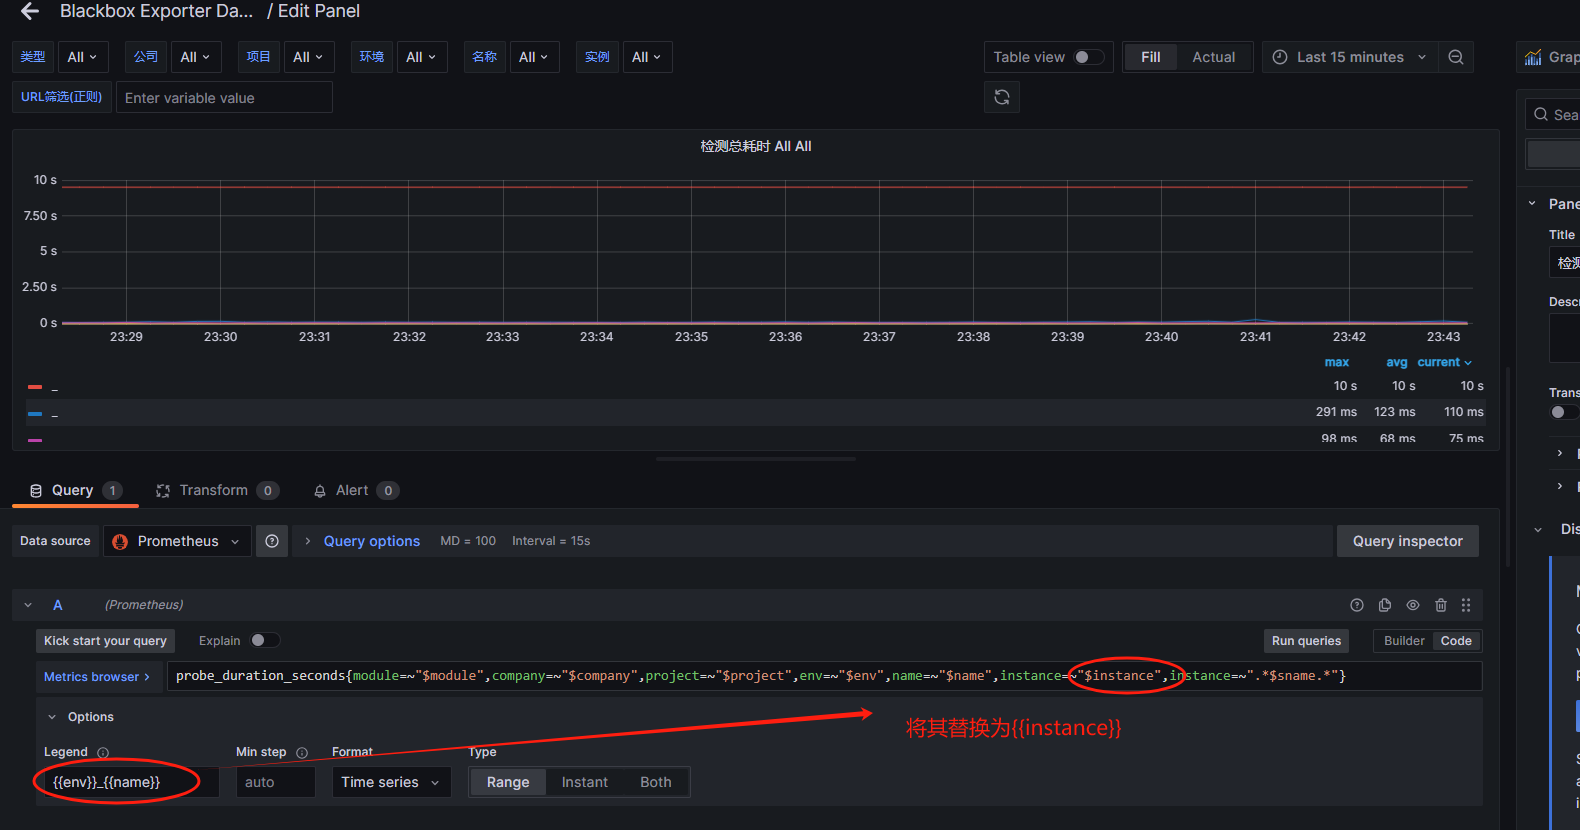 Blackbox Exporter Da... / Edit Panel
类型 All 公司 All 项目 All 环境 All 名称 All 实例 All Table view Fill Actual Last 15 minutes
URL筛选(正则) Enter variable value
检测总耗时 All All
10 s
7.50 s
5 s
2.50 s
0 s
23:29 23:30 23:31 23:32 23:33 23:34 23:35 23:36 23:37 23:38 23:39 23:40 23:41 23:42 23:43
max avg current
_ 10 s 10 s 10 s
_ 291 ms 123 ms 110 ms
98 ms 68 ms 75 ms
Query 1 Transform 0 Alert 0
Data source Prometheus Query options MD = 100 Interval = 15s Query inspector
A (Prometheus)
Kick start your query Explain Run queries Builder Code
Metrics browser > probe_duration_seconds{module=~"$module",company=~"$company",project=~"$project",env=~"$env",name=~"$name",instance=~"$instance",instance=~".*$sname.*"}
Options
将其替换为{{instance}}
Legend Min step Format Type
{{env}}_{{name}} auto Time series Range Instant Both
Grap
Sea
Pane
Title
检测
Descr
Trans
Dis